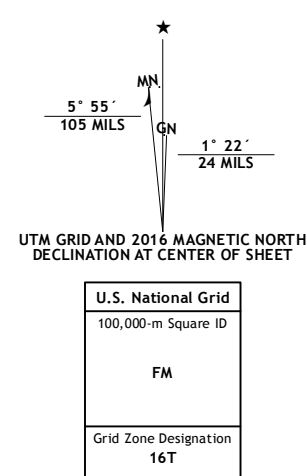 MN
GN
5° 55´
105 MILS
1° 22´
24 MILS
UTM GRID AND 2016 MAGNETIC NORTH
DECLINATION AT CENTER OF SHEET
U.S. National Grid
100,000-m Square ID
FM
Grid Zone Designation
16T